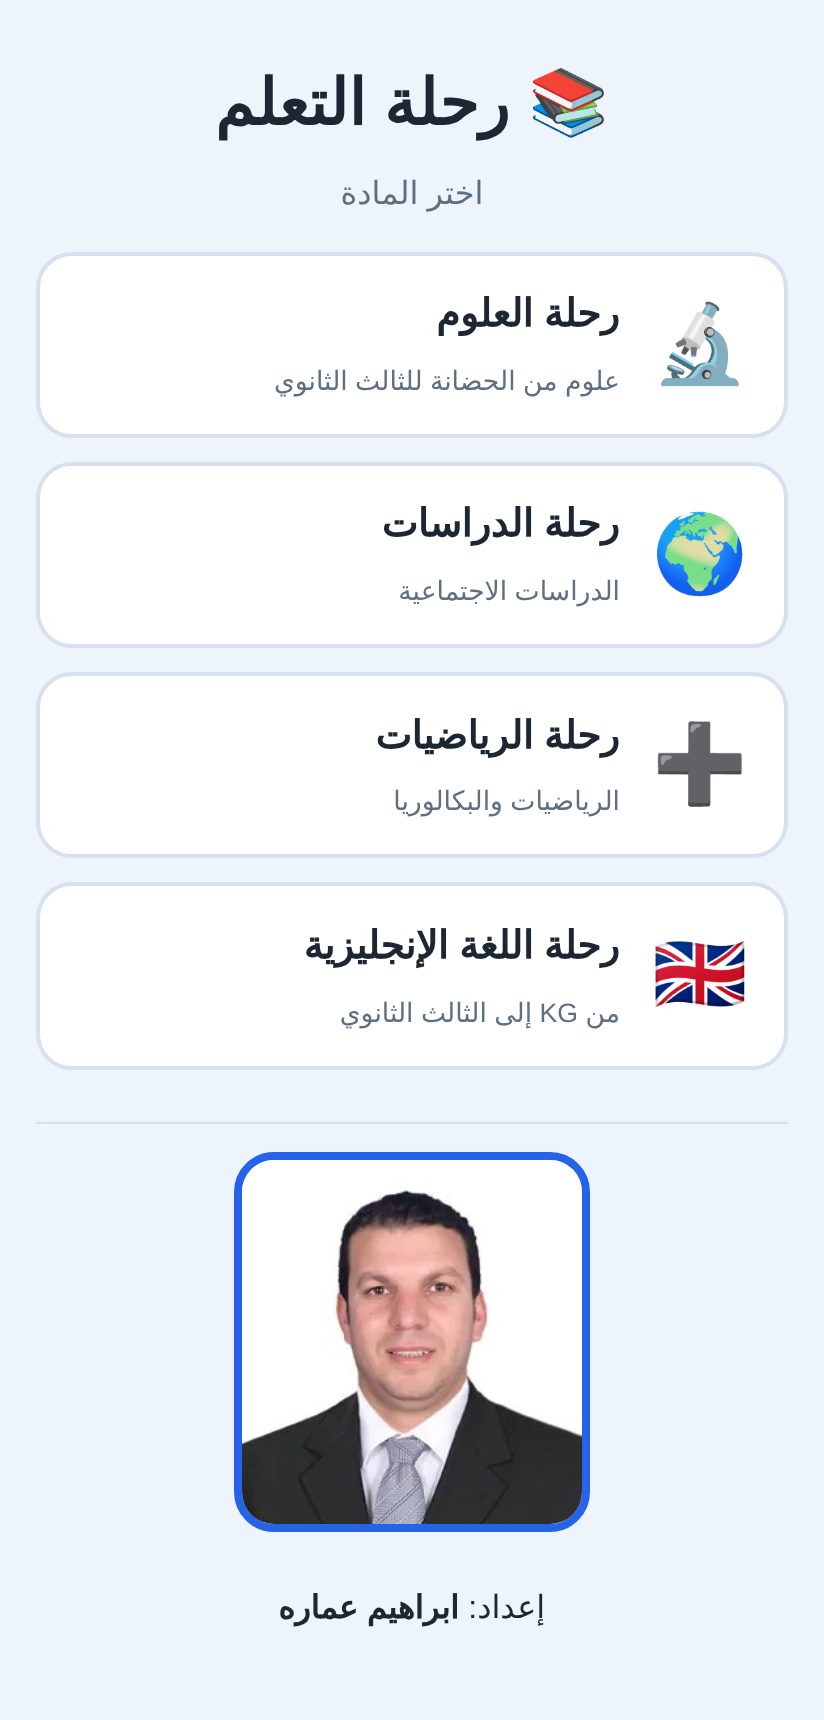 📚 رحلة التعلم
اختر المادة
رحلة العلوم
علوم من الحضانة للثالث الثانوي
رحلة الدراسات
الدراسات الاجتماعية
رحلة الرياضيات
الرياضيات والبكالوريا
رحلة اللغة الإنجليزية
من KG إلى الثالث الثانوي
إعداد: ابراهيم عماره